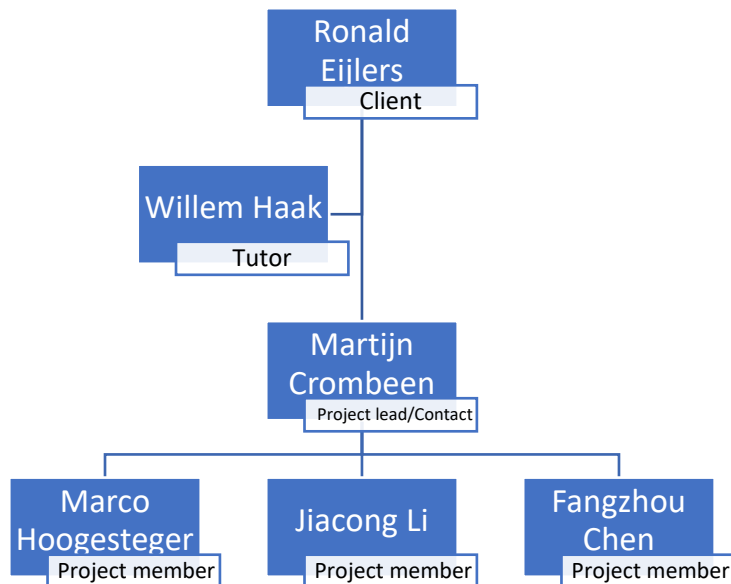 Ronald
Eijlers
Client
Willem Haak
Tutor
Martijn
Crombeen
Project lead/Contact
Marco
Hoogesteger
Project member
Jiacong Li
Project member
Fangzhou
Chen
Project member